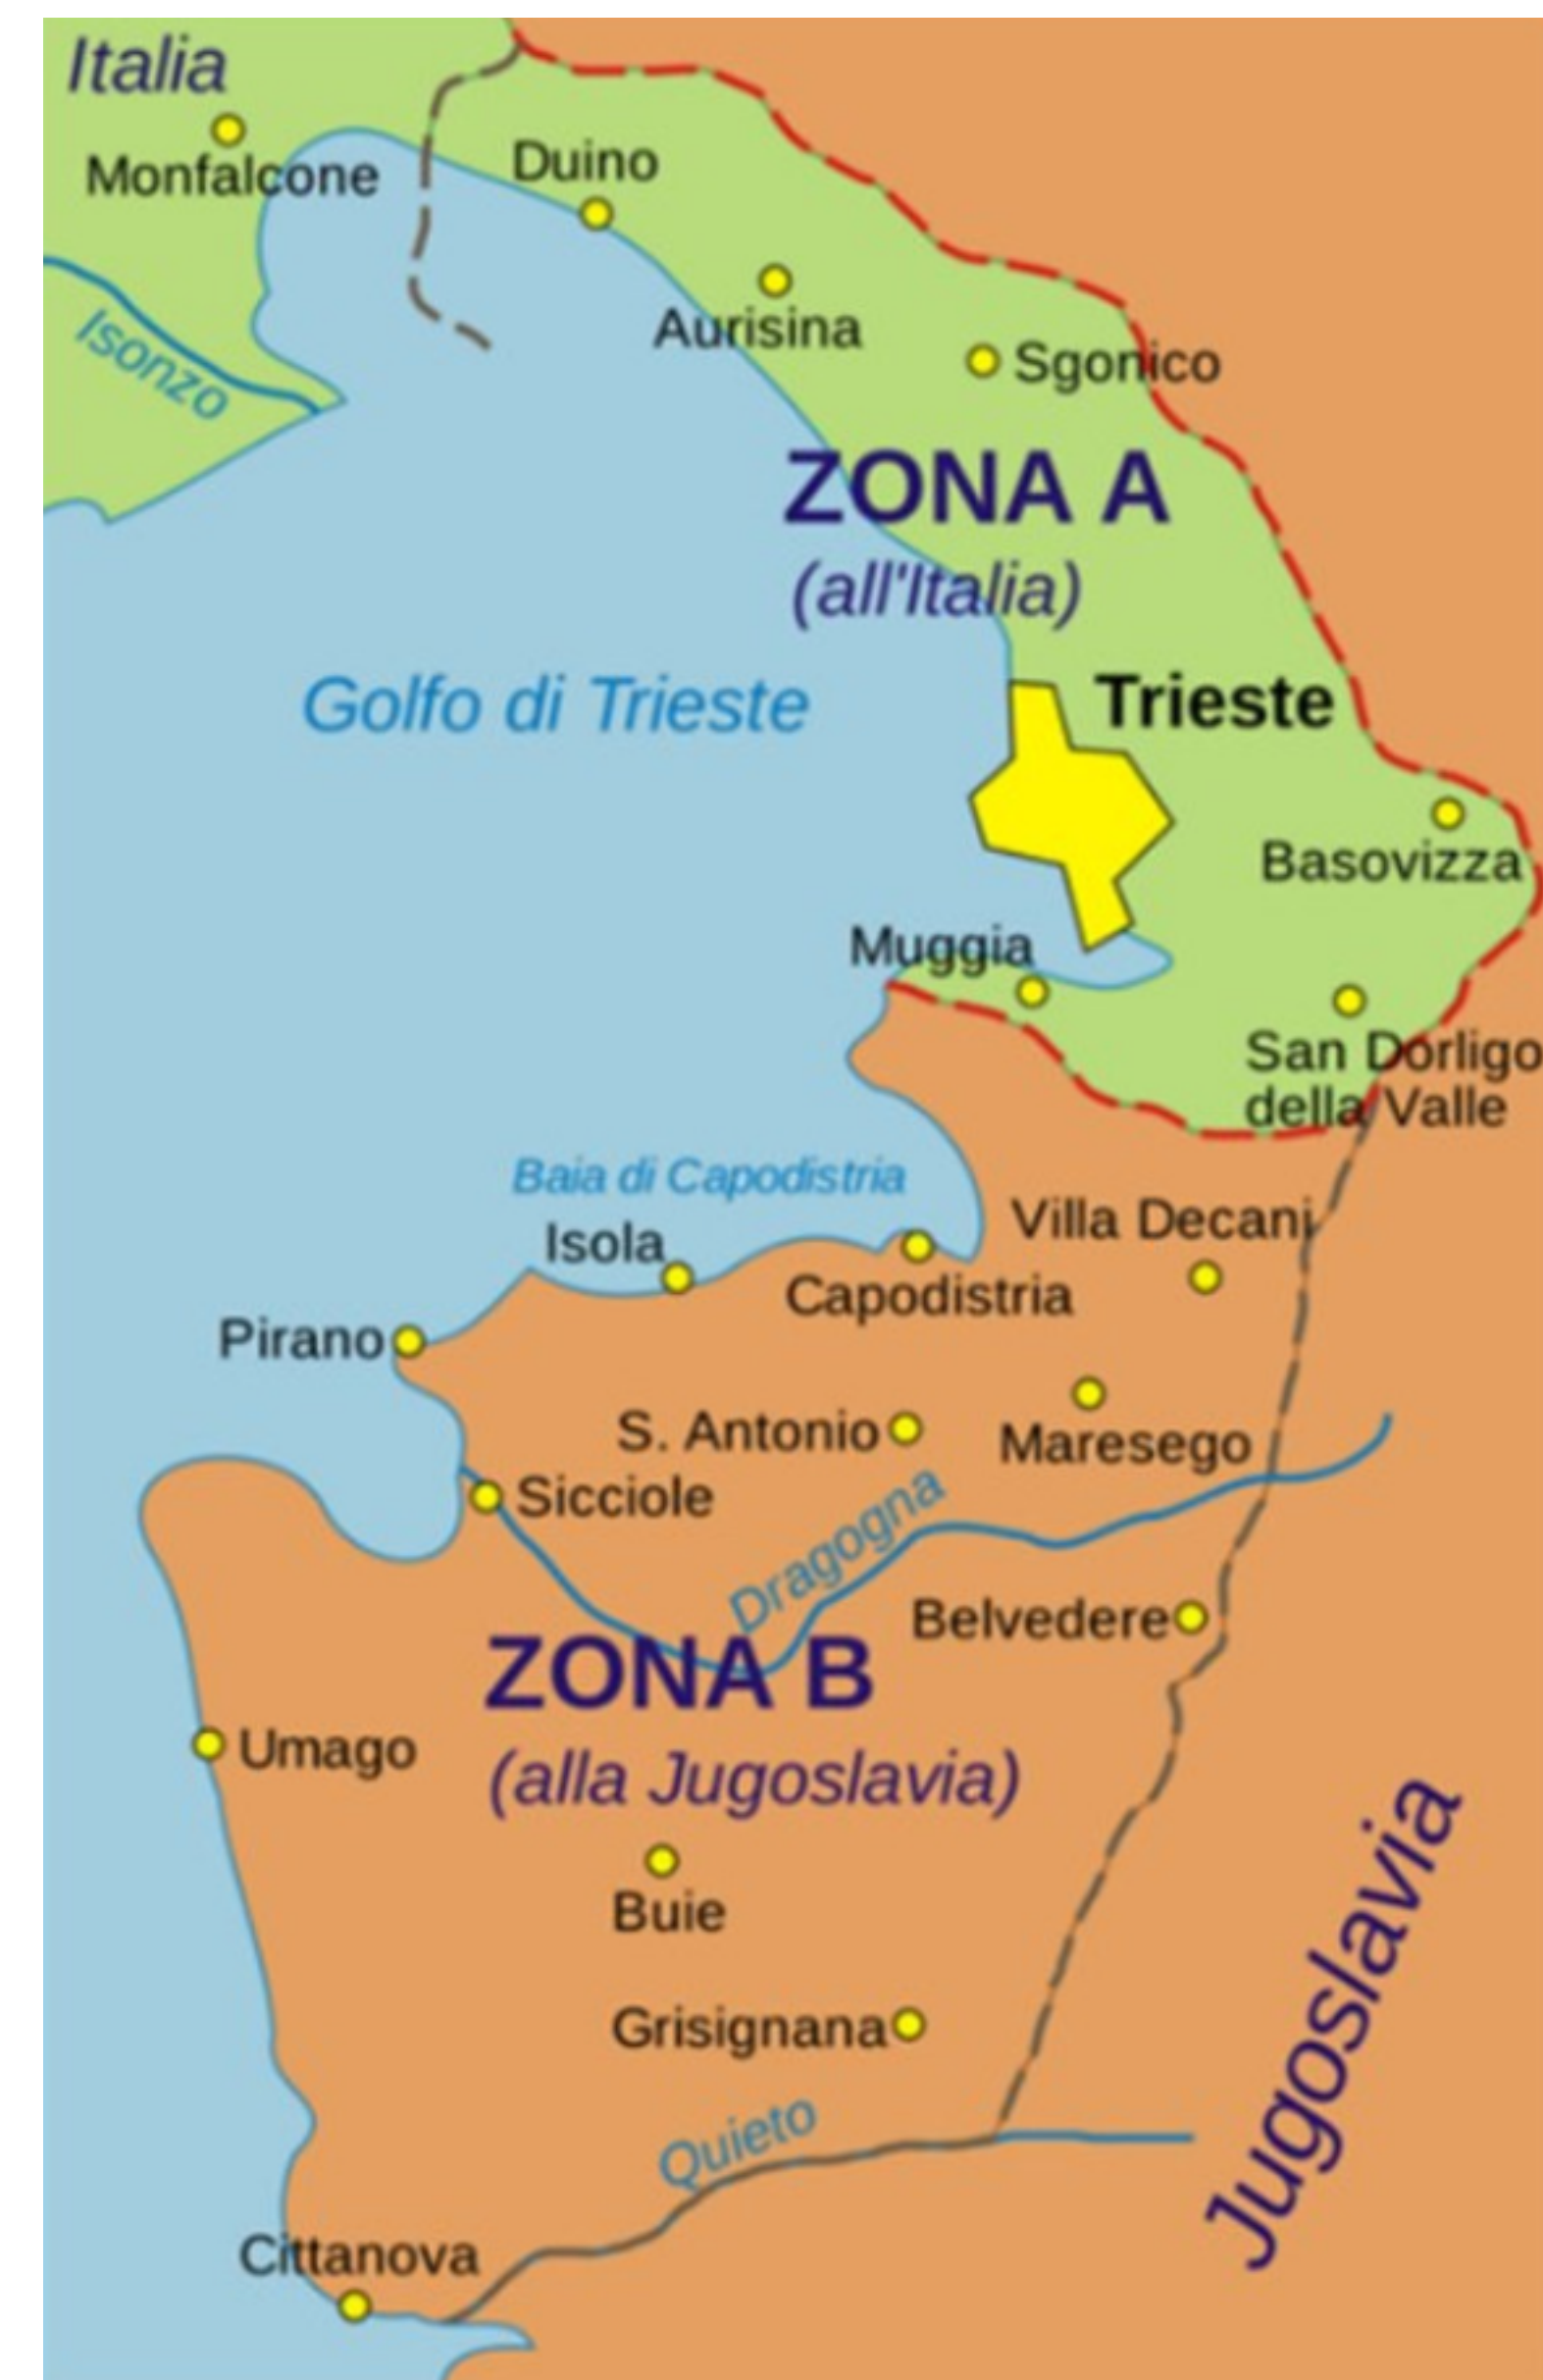 Italia
Monfalcone
Duino
Isonzo
Aurisina
Sgonico
ZONA A
(all'Italia)
Golfo di Trieste
Trieste
Basovizza
Muggia
San Dorligo
della Valle
Baia di Capodistria
Isola
Villa Decani
Capodistria
Pirano
S. Antonio
Maresego
Sicciole
Dragogna
Belvedere
ZONA B
(alla Jugoslavia)
Umago
Buie
Jugoslavia
Grisignana
Quieto
Cittanova